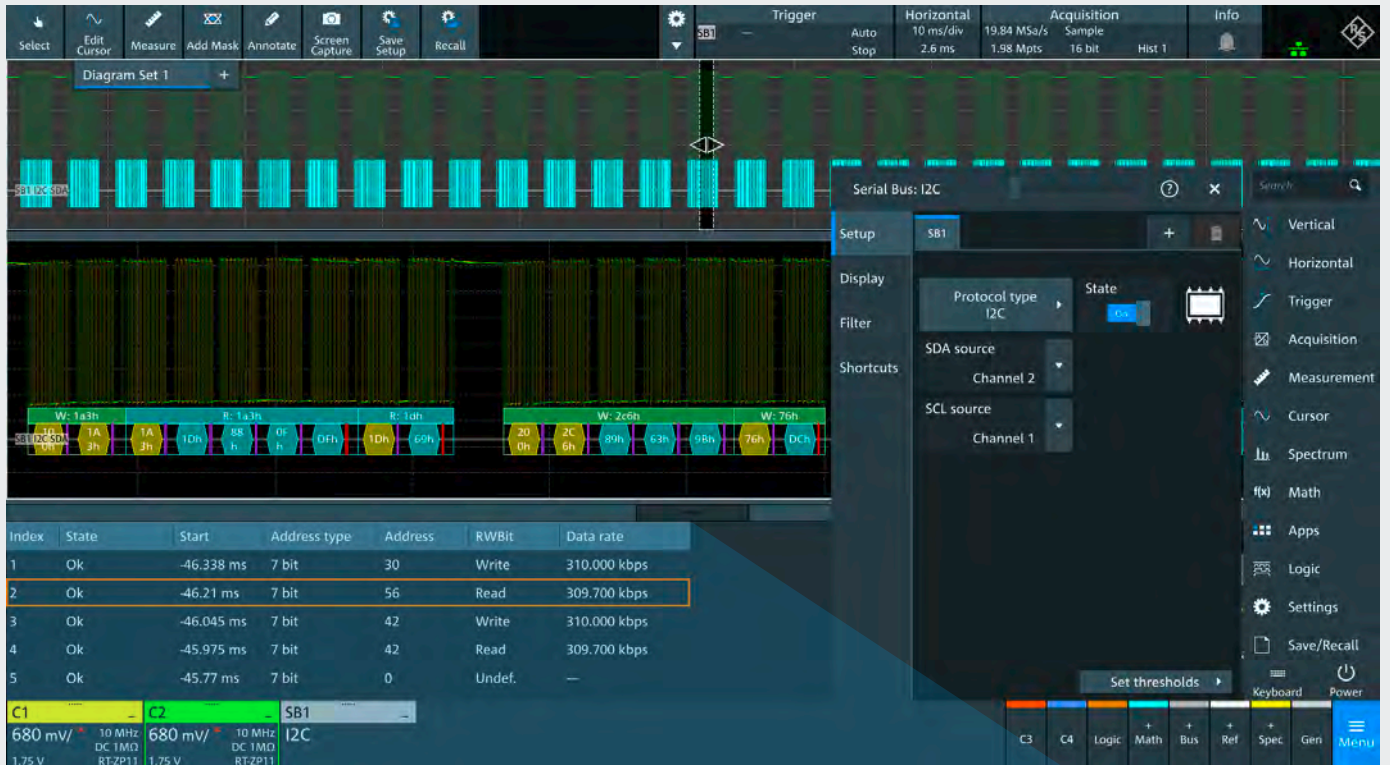 Select
Edit Cursor
Measure
Add Mask
Annotate
Screen Capture
Save Setup
Recall
SB1
Trigger
Auto
Stop
Horizontal
10 ms/div
2.6 ms
Acquisition
19.84 MSa/s Sample
1.98 Mpts 16 bit Hist 1
Info
R&S
Diagram Set 1 +
SB1 I2C SDA
W: 1a3h
R: 1a3h
R: 1dh
W: 2c6h
W: 76h
SB1 I2C SDA
10 0h
1A 3h
1A 3h
1Dh
88 h
0F h
0Fh
1Dh
69h
20 0h
2C 6h
89h
63h
9Bh
76h
DCh
Serial Bus: I2C
Setup
Display
Filter
Shortcuts
SB1
+
Protocol type
I2C
State
On
SDA source
Channel 2
SCL source
Channel 1
Set thresholds
Search
Vertical
Horizontal
Trigger
Acquisition
Measurement
Cursor
Spectrum
f(x) Math
Apps
Logic
Settings
Save/Recall
Keyboard
Power
Index State Start Address type Address RWBit Data rate
1 Ok -46.338 ms 7 bit 30 Write 310.000 kbps
2 Ok -46.21 ms 7 bit 56 Read 309.700 kbps
3 Ok -46.045 ms 7 bit 42 Write 310.000 kbps
4 Ok -45.975 ms 7 bit 42 Read 309.700 kbps
5 Ok -45.77 ms 7 bit 0 Undef. —
C1
680 mV/ 10 MHz
DC 1MΩ
1.75 V RT-ZP11
C2
680 mV/ 10 MHz
DC 1MΩ
1.75 V RT-ZP11
SB1
I2C
C3
C4
Logic
+ Math
+ Bus
+ Ref
+ Spec
Gen
Menu